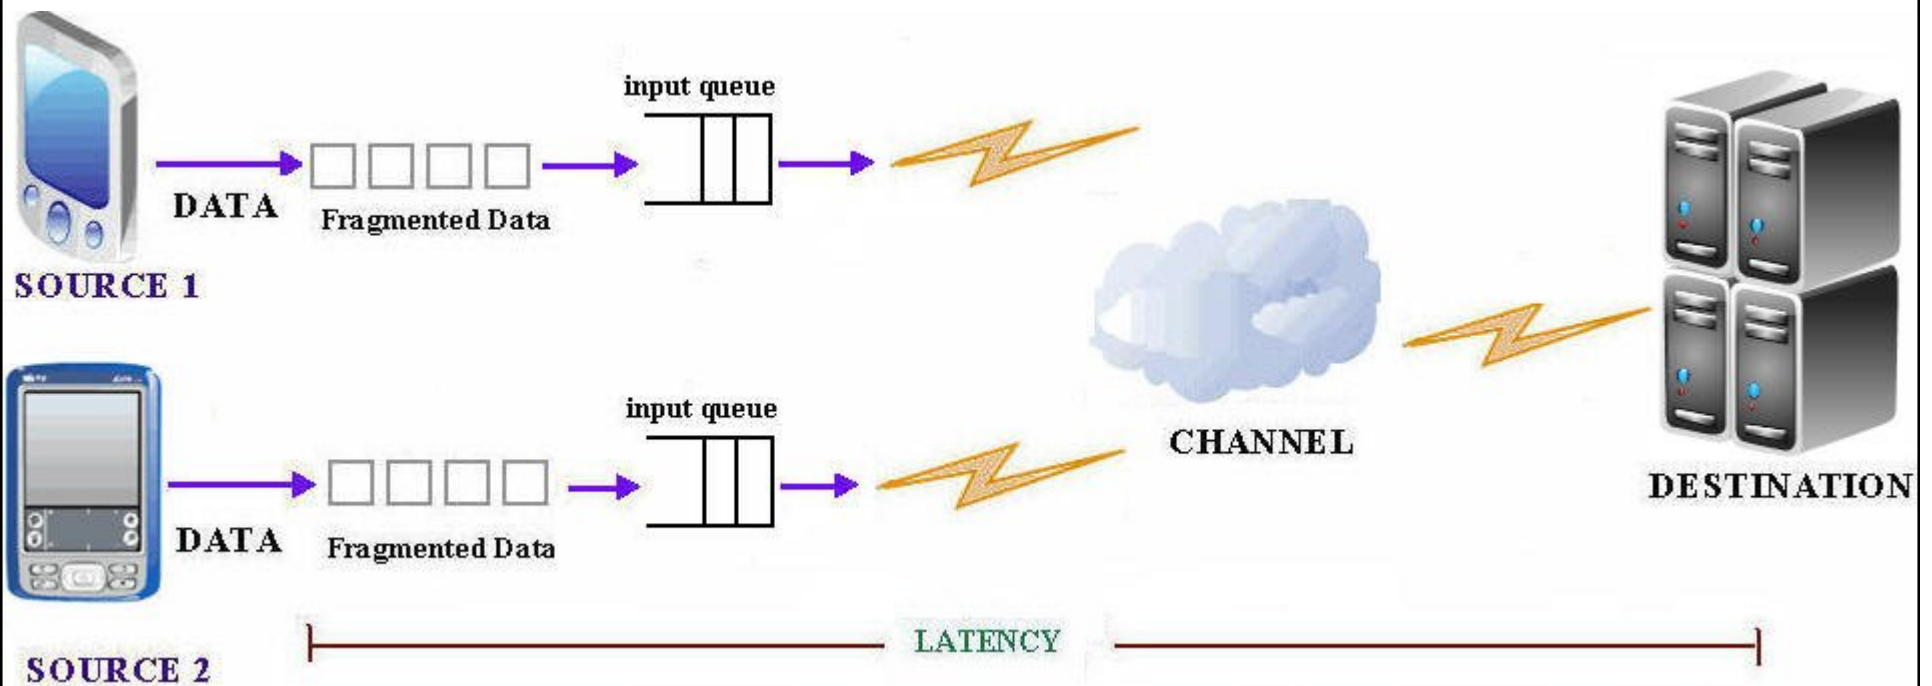 input queue
DATA
Fragmented Data
SOURCE 1
input queue
CHANNEL
DESTINATION
DATA
Fragmented Data
LATENCY
SOURCE 2